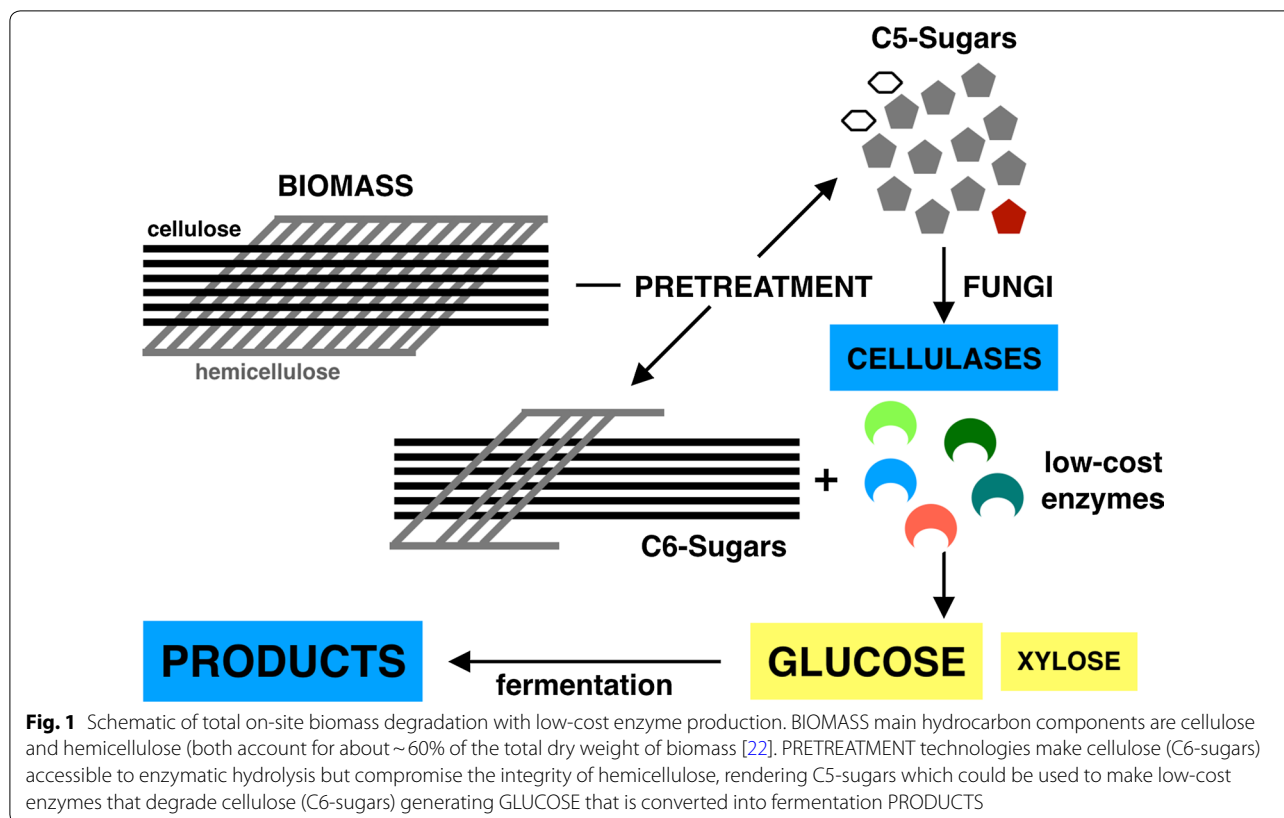 C5-Sugars
BIOMASS
cellulose
PRETREATMENT
FUNGI
hemicellulose
CELLULASES
+
low-cost
enzymes
C6-Sugars
PRODUCTS
fermentation
GLUCOSE
XYLOSE
Fig. 1 Schematic of total on-site biomass degradation with low-cost enzyme production. BIOMASS main hydrocarbon components are cellulose
and hemicellulose (both account for about ~ 60% of the total dry weight of biomass [22]. PRETREATMENT technologies make cellulose (C6-sugars)
accessible to enzymatic hydrolysis but compromise the integrity of hemicellulose, rendering C5-sugars which could be used to make low-cost
enzymes that degrade cellulose (C6-sugars) generating GLUCOSE that is converted into fermentation PRODUCTS